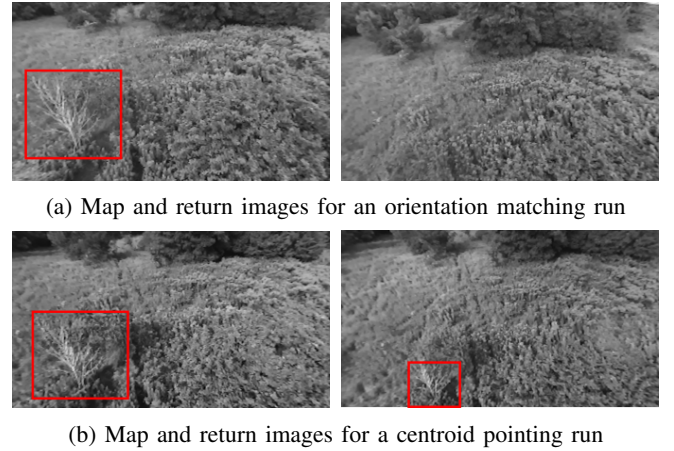 (a) Map and return images for an orientation matching run
(b) Map and return images for a centroid pointing run